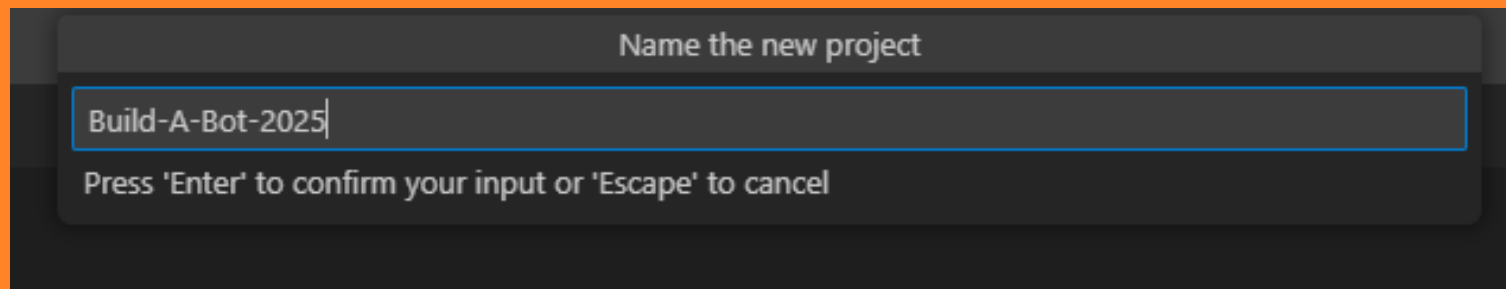 Name the new project
Build-A-Bot-2025
Press 'Enter' to confirm your input or 'Escape' to cancel